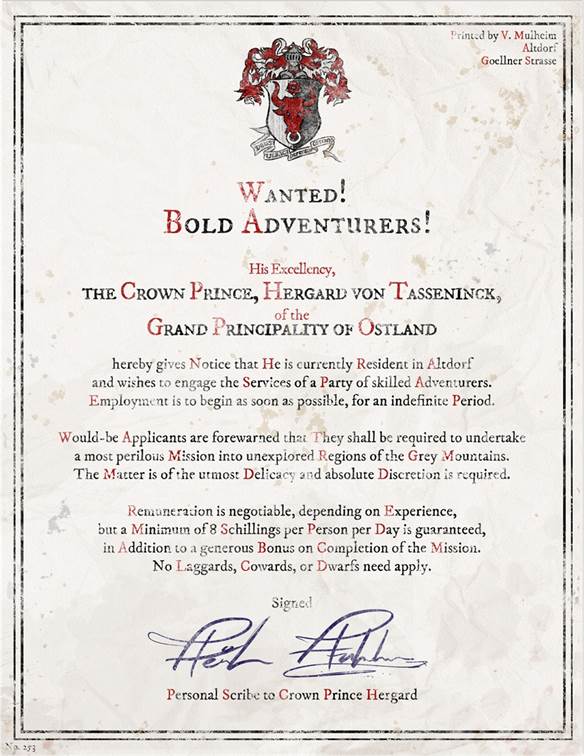 Printed by V. Mulheim
Altdorf
Goellner Strasse
Wanted!
Bold Adventurers!
His Excellency,
the Crown Prince, Hergard von Tasseninck,
of the
Grand Principality of Ostland
hereby gives Notice that He is currently Resident in Altdorf
and wishes to engage the Services of a Party of skilled Adventurers.
Employment is to begin as soon as possible, for an indefinite Period.
Would-be Applicants are forewarned that They shall be required to undertake
a most perilous Mission into unexplored Regions of the Grey Mountains.
The Matter is of the utmost Delicacy and absolute Discretion is required.
Remuneration is negotiable, depending on Experience,
but a Minimum of 8 Schillings per Person per Day is guaranteed,
in Addition to a generous Bonus on Completion of the Mission.
No Laggards, Cowards, or Dwarfs need apply.
Signed
Personal Scribe to Crown Prince Hergard
No. 253